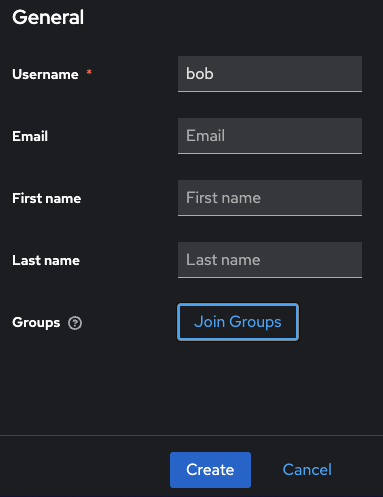 General
Username *
bob
Email
Email
First name
First name
Last name
Last name
Groups ?
Join Groups
Create
Cancel